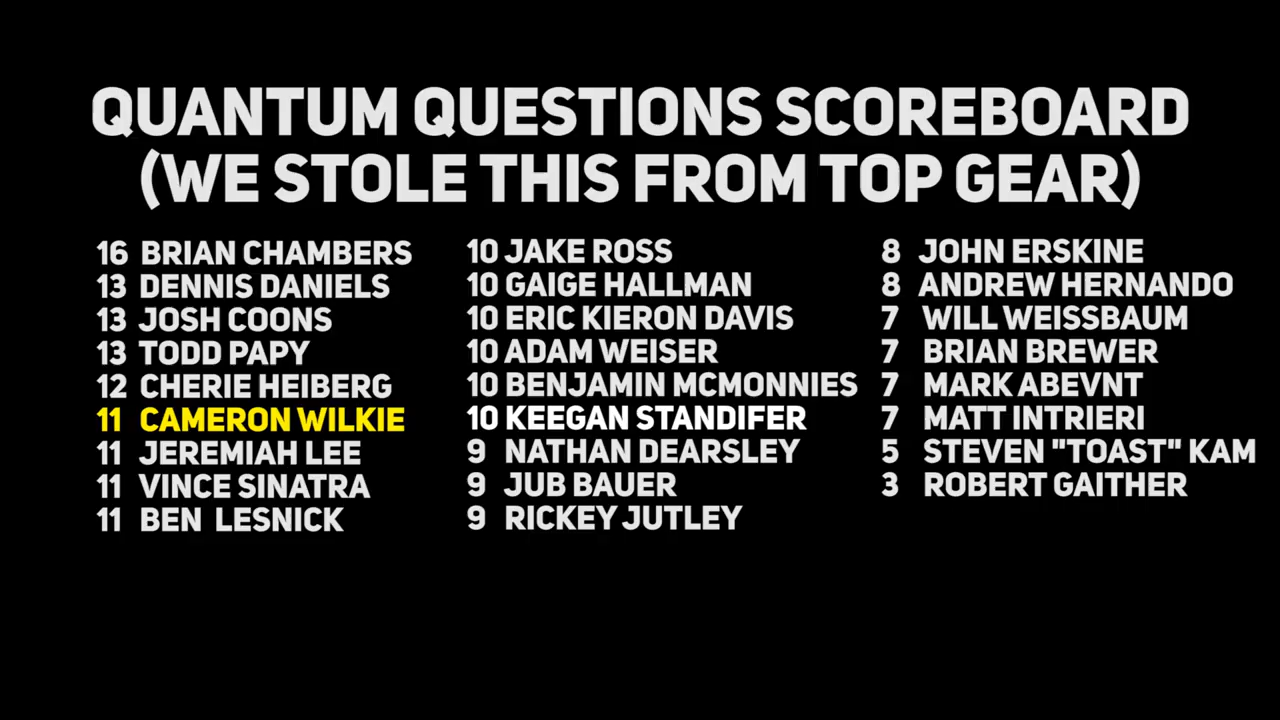 QUANTUM QUESTIONS SCOREBOARD
(WE STOLE THIS FROM TOP GEAR)
16 BRIAN CHAMBERS
13 DENNIS DANIELS
13 JOSH COONS
13 TODD PAPY
12 CHERIE HEIBERG
11 CAMERON WILKIE
11 JEREMIAH LEE
11 VINCE SINATRA
11 BEN LESNICK
10 JAKE ROSS
10 GAIGE HALLMAN
10 ERIC KIERON DAVIS
10 ADAM WEISER
10 BENJAMIN MCMONNIES
10 KEEGAN STANDIFER
9 NATHAN DEARSLEY
9 JUB BAUER
9 RICKEY JUTLEY
8 JOHN ERSKINE
8 ANDREW HERNANDO
7 WILL WEISSBAUM
7 BRIAN BREWER
7 MARK ABEVNT
7 MATT INTRIERI
5 STEVEN "TOAST" KAM
3 ROBERT GAITHER